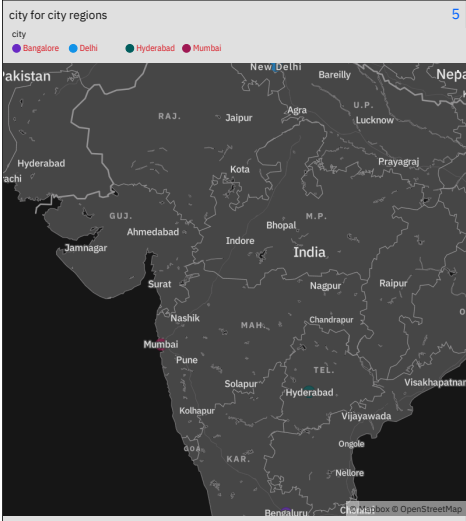 city for city regions 5
city
Bangalore Delhi Hyderabad Mumbai
New Delhi
Pakistan Bareilly Nepa
Agra U.P.
RAJ. Jaipur Lucknow
Hyderabad Kota Prayagraj
rachi
GUJ. M.P.
Ahmedabad Bhopal
Jamnagar Indore India
Surat Nagpur Raipur
Nashik MAH. Chandrapur
Mumbai
Pune TEL.
Solapur Hyderabad Visakhapatnam
Kolhapur Vijayawada
GOA KAR. Ongole
Nellore
Bengaluru
© Mapbox © OpenStreetMap